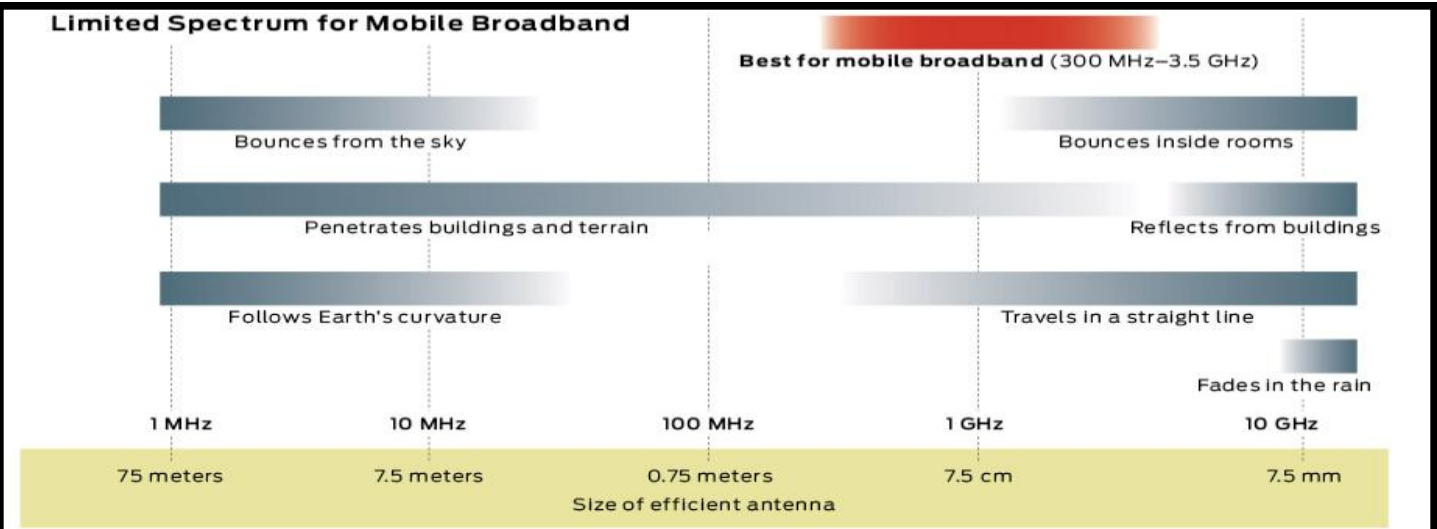 Limited Spectrum for Mobile Broadband
Best for mobile broadband (300 MHz–3.5 GHz)
Bounces from the sky
Bounces inside rooms
Penetrates buildings and terrain
Reflects from buildings
Follows Earth's curvature
Travels in a straight line
Fades in the rain
1 MHz 10 MHz 100 MHz 1 GHz 10 GHz
75 meters 7.5 meters 0.75 meters 7.5 cm 7.5 mm
Size of efficient antenna